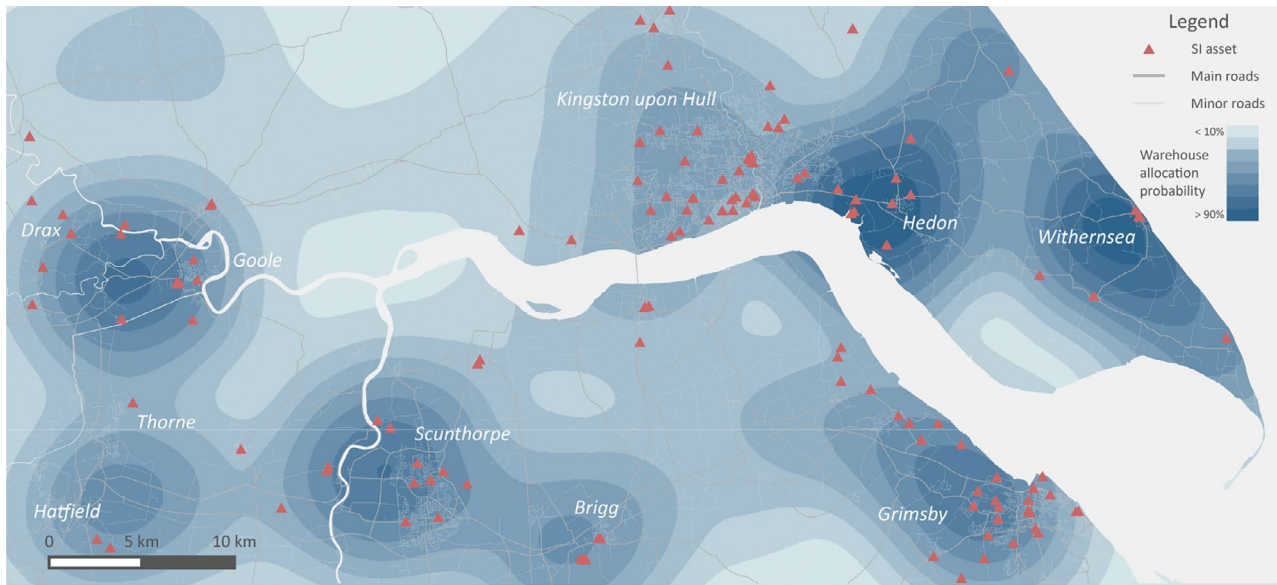 Legend
SI asset
Main roads
Minor roads
< 10%
Warehouse
allocation
probability
> 90%
Kingston upon Hull
Hedon
Withernsea
Drax
Goole
Thorne
Scunthorpe
Hatfield
Brigg
Grimsby
0 5 km 10 km